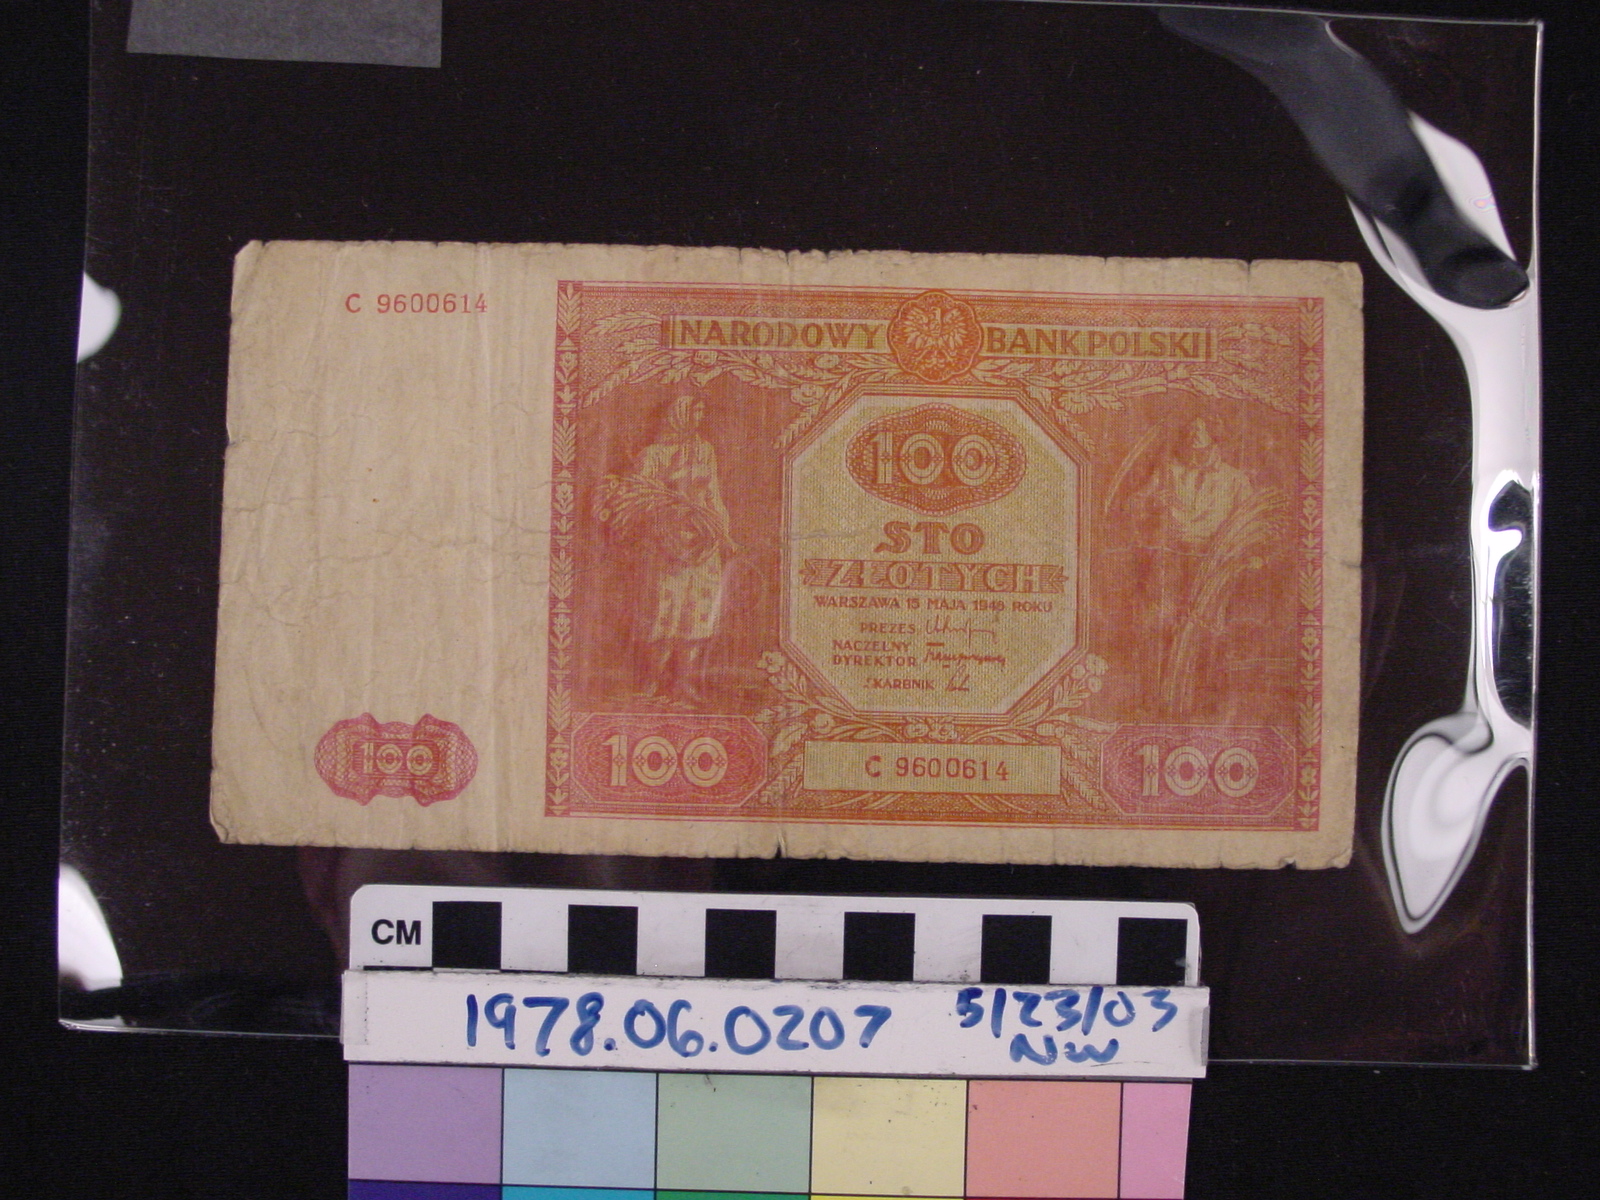 C 9600614
NARODOWY BANK POLSKI
100
STO
ZŁOTYCH
WARSZAWA 15 MAJA 1946 ROKU
PREZES
NACZELNY
DYREKTOR
SKARBNIK
100
100
C 9600614
100
CM
1978.06.0207
5/23/03
NW